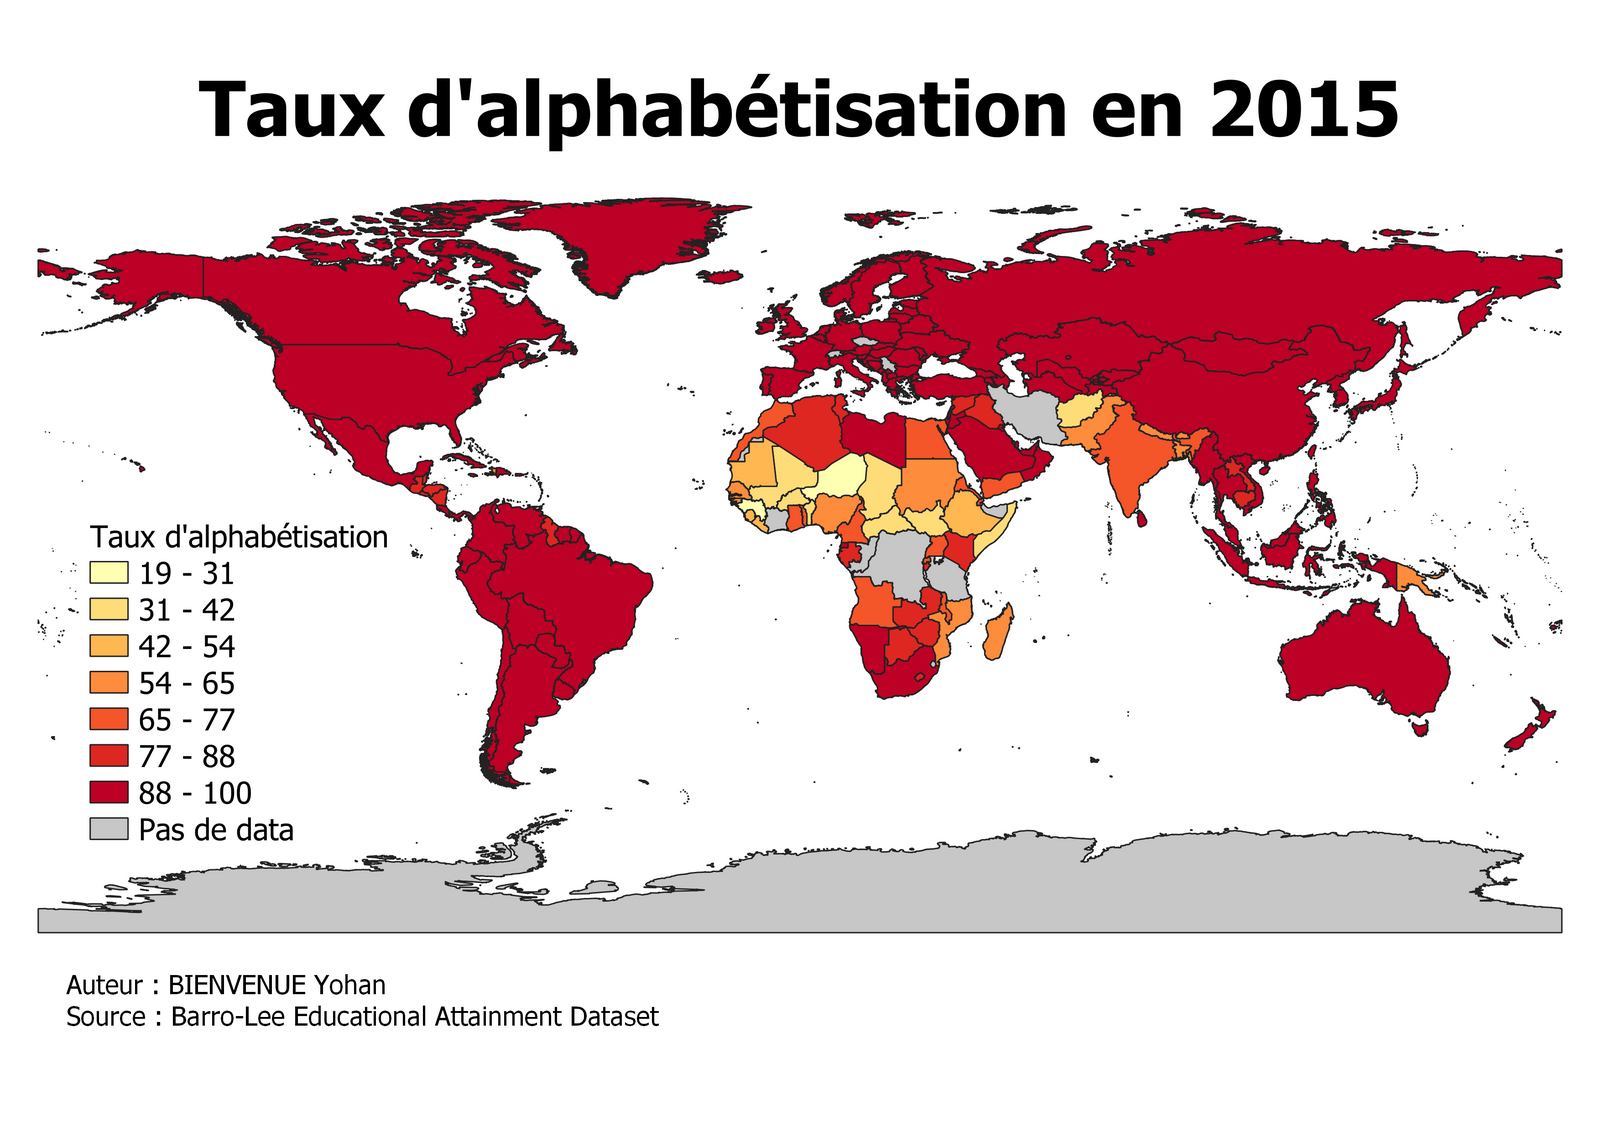 Taux d'alphabétisation en 2015
Taux d'alphabétisation
19 - 31
31 - 42
42 - 54
54 - 65
65 - 77
77 - 88
88 - 100
Pas de data
Auteur : BIENVENUE Yohan
Source : Barro-Lee Educational Attainment Dataset